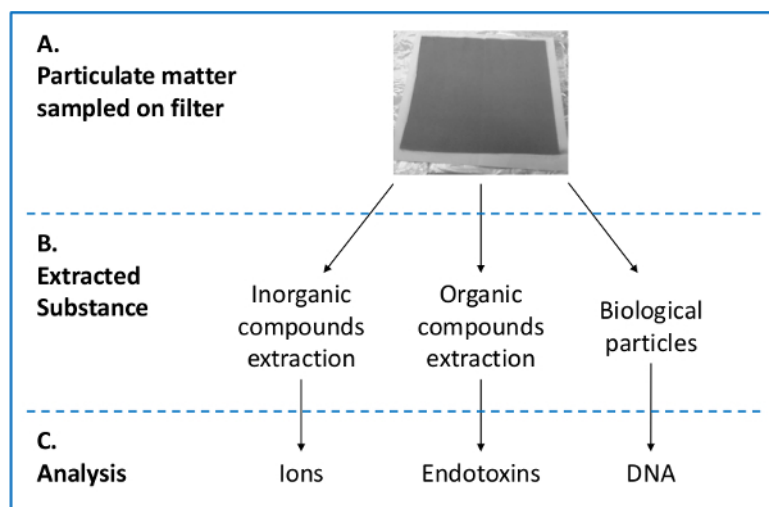 A.
Particulate matter
sampled on filter
B.
Extracted
Substance
Inorganic
compounds
extraction
Organic
compounds
extraction
Biological
particles
C.
Analysis
Ions
Endotoxins
DNA